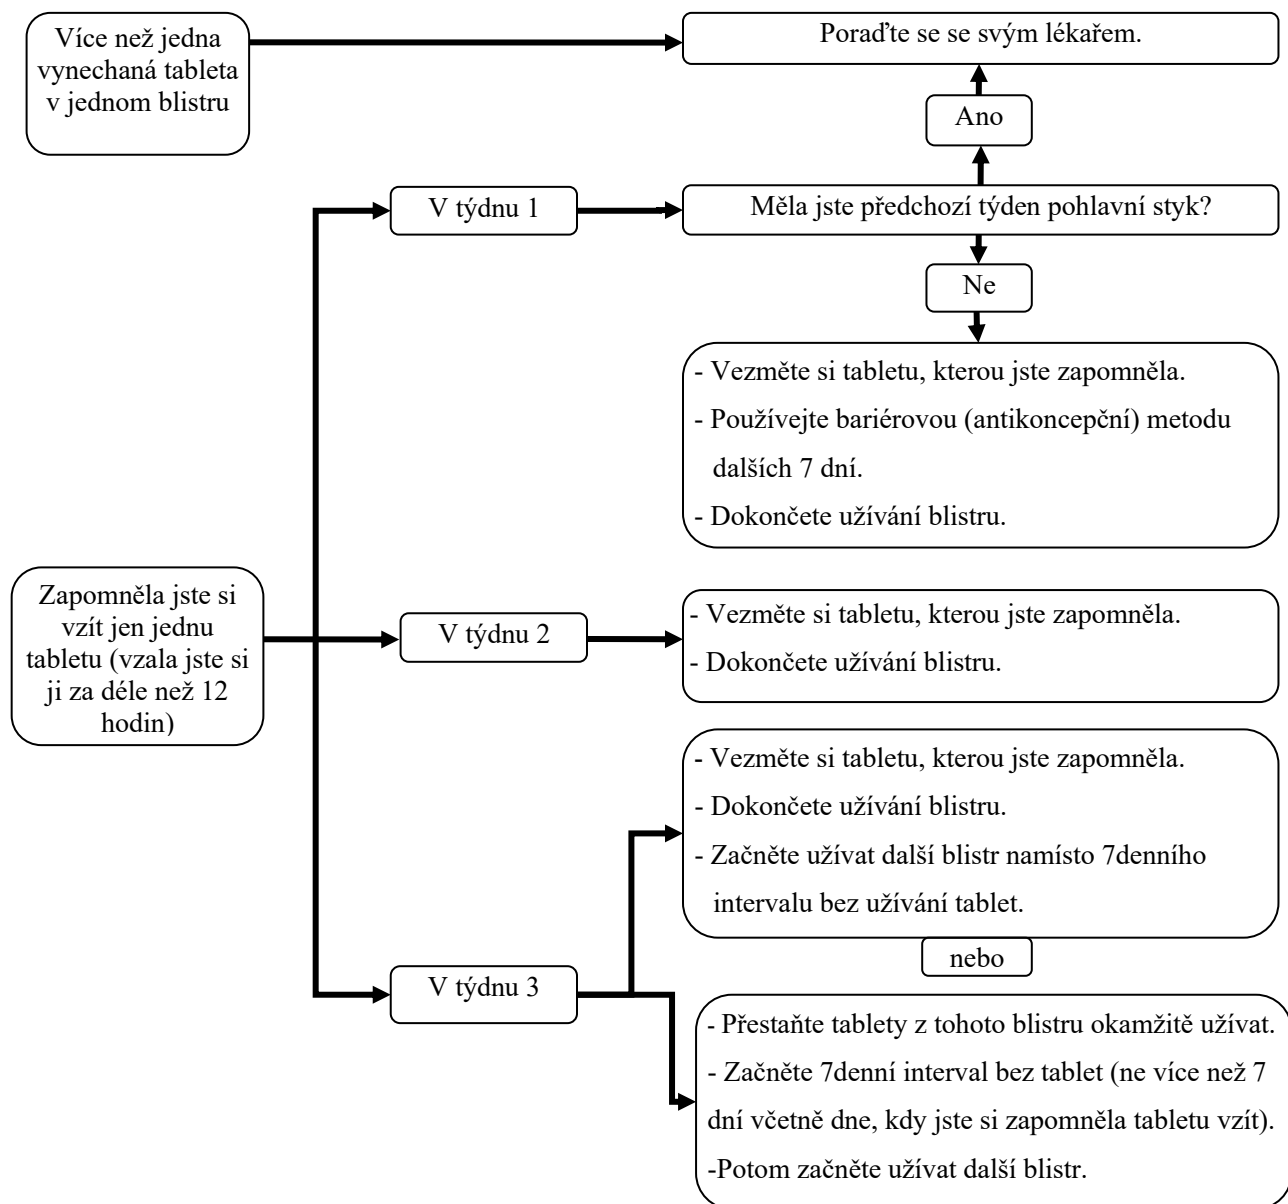 Více než jedna
vynechaná tableta
v jednom blistru
Poraďte se se svým lékařem.
Ano
V týdnu 1
Měla jste předchozí týden pohlavní styk?
Ne
- Vezměte si tabletu, kterou jste zapomněla.
- Používejte bariérovou (antikoncepční) metodu
dalších 7 dní.
- Dokončete užívání blistru.
Zapomněla jste si
vzít jen jednu
tabletu (vzala jste si
ji za déle než 12
hodin)
V týdnu 2
- Vezměte si tabletu, kterou jste zapomněla.
- Dokončete užívání blistru.
- Vezměte si tabletu, kterou jste zapomněla.
- Dokončete užívání blistru.
- Začněte užívat další blistr namísto 7denního
intervalu bez užívání tablet.
nebo
V týdnu 3
- Přestaňte tablety z tohoto blistru okamžitě užívat.
- Začněte 7denní interval bez tablet (ne více než 7
dní včetně dne, kdy jste si zapomněla tabletu vzít).
-Potom začněte užívat další blistr.